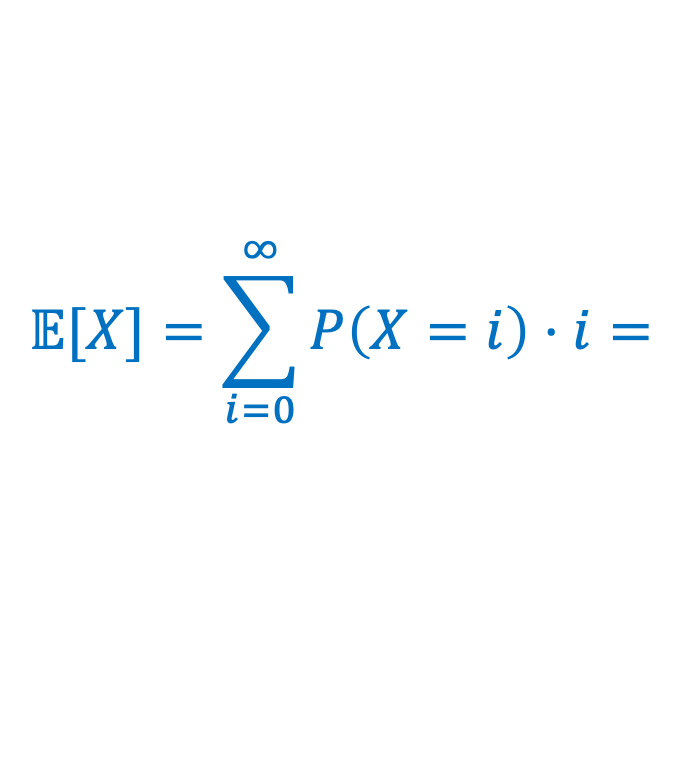 𝔼[X] = ∑_{i=0}^{∞} P(X = i) · i =